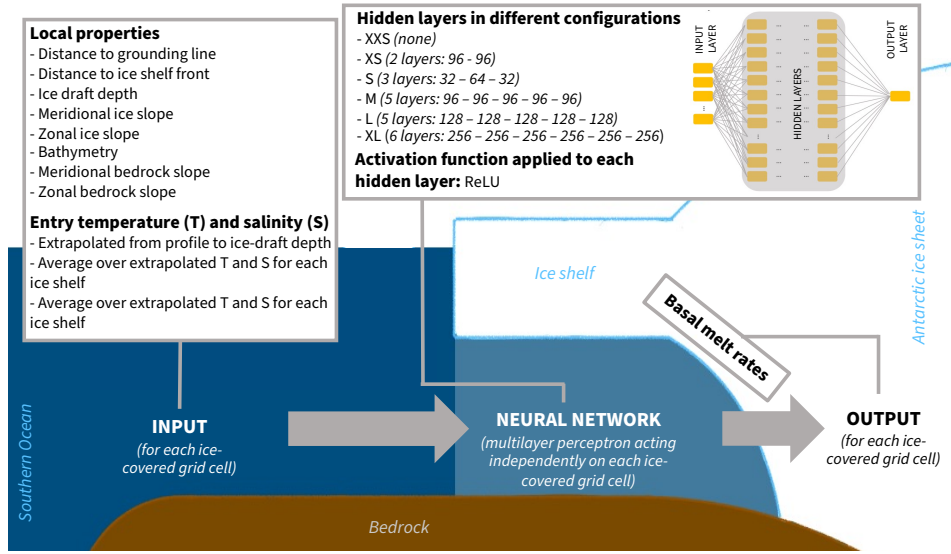 Local properties
- Distance to grounding line
- Distance to ice shelf front
- Ice draft depth
- Meridional ice slope
- Zonal ice slope
- Bathymetry
- Meridional bedrock slope
- Zonal bedrock slope
Entry temperature (T) and salinity (S)
- Extrapolated from profile to ice-draft depth
- Average over extrapolated T and S for each
ice shelf
- Average over extrapolated T and S for each
ice shelf
Hidden layers in different configurations
- XXS (none)
- XS (2 layers: 96 - 96)
- S (3 layers: 32 – 64 – 32)
- M (5 layers: 96 – 96 – 96 – 96 – 96)
- L (5 layers: 128 – 128 – 128 – 128 – 128)
- XL (6 layers: 256 – 256 – 256 – 256 – 256 – 256)
Activation function applied to each
hidden layer: ReLU
INPUT
LAYER
HIDDEN LAYERS
OUTPUT
LAYER
Ice shelf
Antarctic ice sheet
Basal melt rates
Southern Ocean
INPUT
(for each ice-
covered grid cell)
NEURAL NETWORK
(multilayer perceptron acting
independently on each ice-
covered grid cell)
OUTPUT
(for each ice-
covered grid cell)
Bedrock